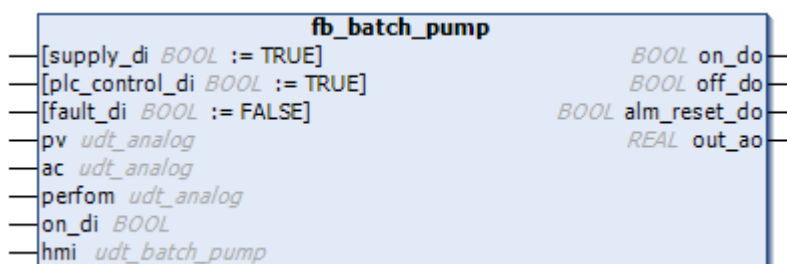 fb_batch_pump
[supply_di BOOL := TRUE] BOOL on_do
[plc_control_di BOOL := TRUE] BOOL off_do
[fault_di BOOL := FALSE] BOOL alm_reset_do
pv udt_analog REAL out_ao
ac udt_analog
perfom udt_analog
on_di BOOL
hmi udt_batch_pump